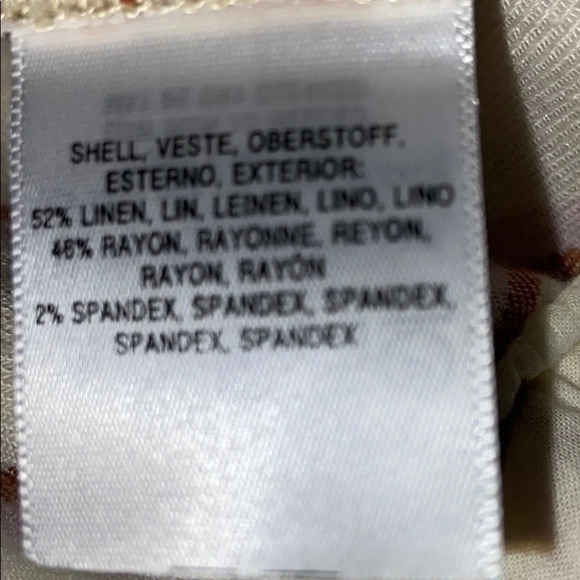 SHELL, VESTE, OBERSTOFF,
ESTERNO, EXTERIOR:
52% LINEN, LIN, LEINEN, LINO, LINO
46% RAYON, RAYONNE, REYON,
RAYON, RAYÓN
2% SPANDEX, SPANDEX, SPANDEX,
SPANDEX, SPANDEX